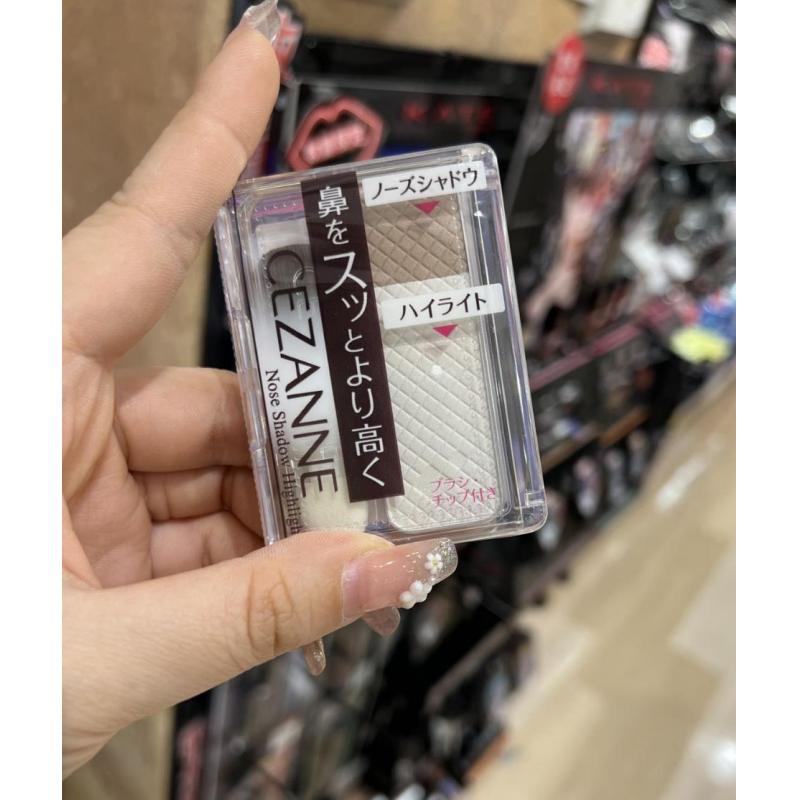 鼻をスッとより高く
ノーズシャドウ
ハイライト
CEZANNE
Nose Shadow Highligh
ブラシ・
チップ付き